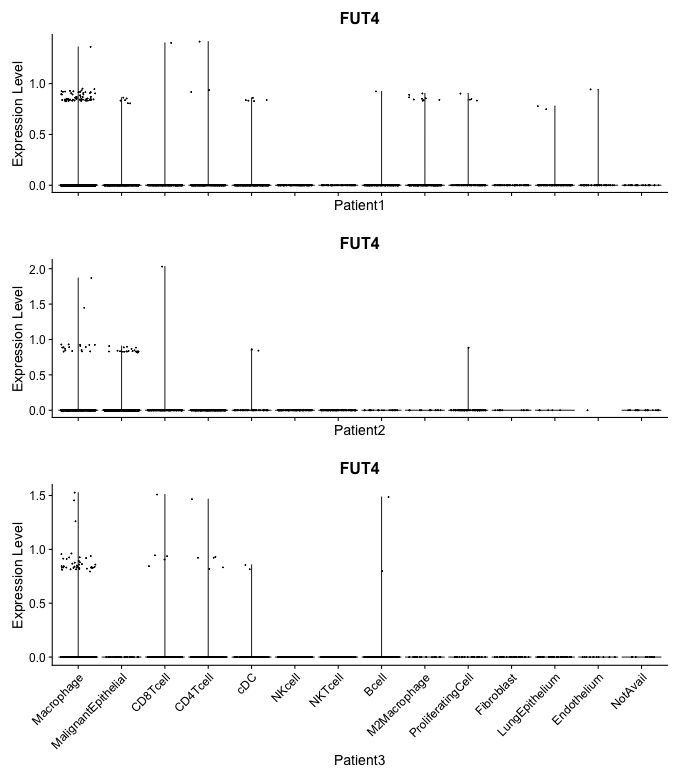 FUT4
Expression Level
1.0
0.5
0.0
Patient1
FUT4
Expression Level
2.0
1.5
1.0
0.5
0.0
Patient2
FUT4
Expression Level
1.5
1.0
0.5
0.0
Macrophage
MalignantEpithelial
CD8Tcell
CD4Tcell
cDC
NKcell
NKTcell
Bcell
M2Macrophage
ProliferatingCell
Fibroblast
LungEpithelium
Endothelium
NotAvail
Patient3